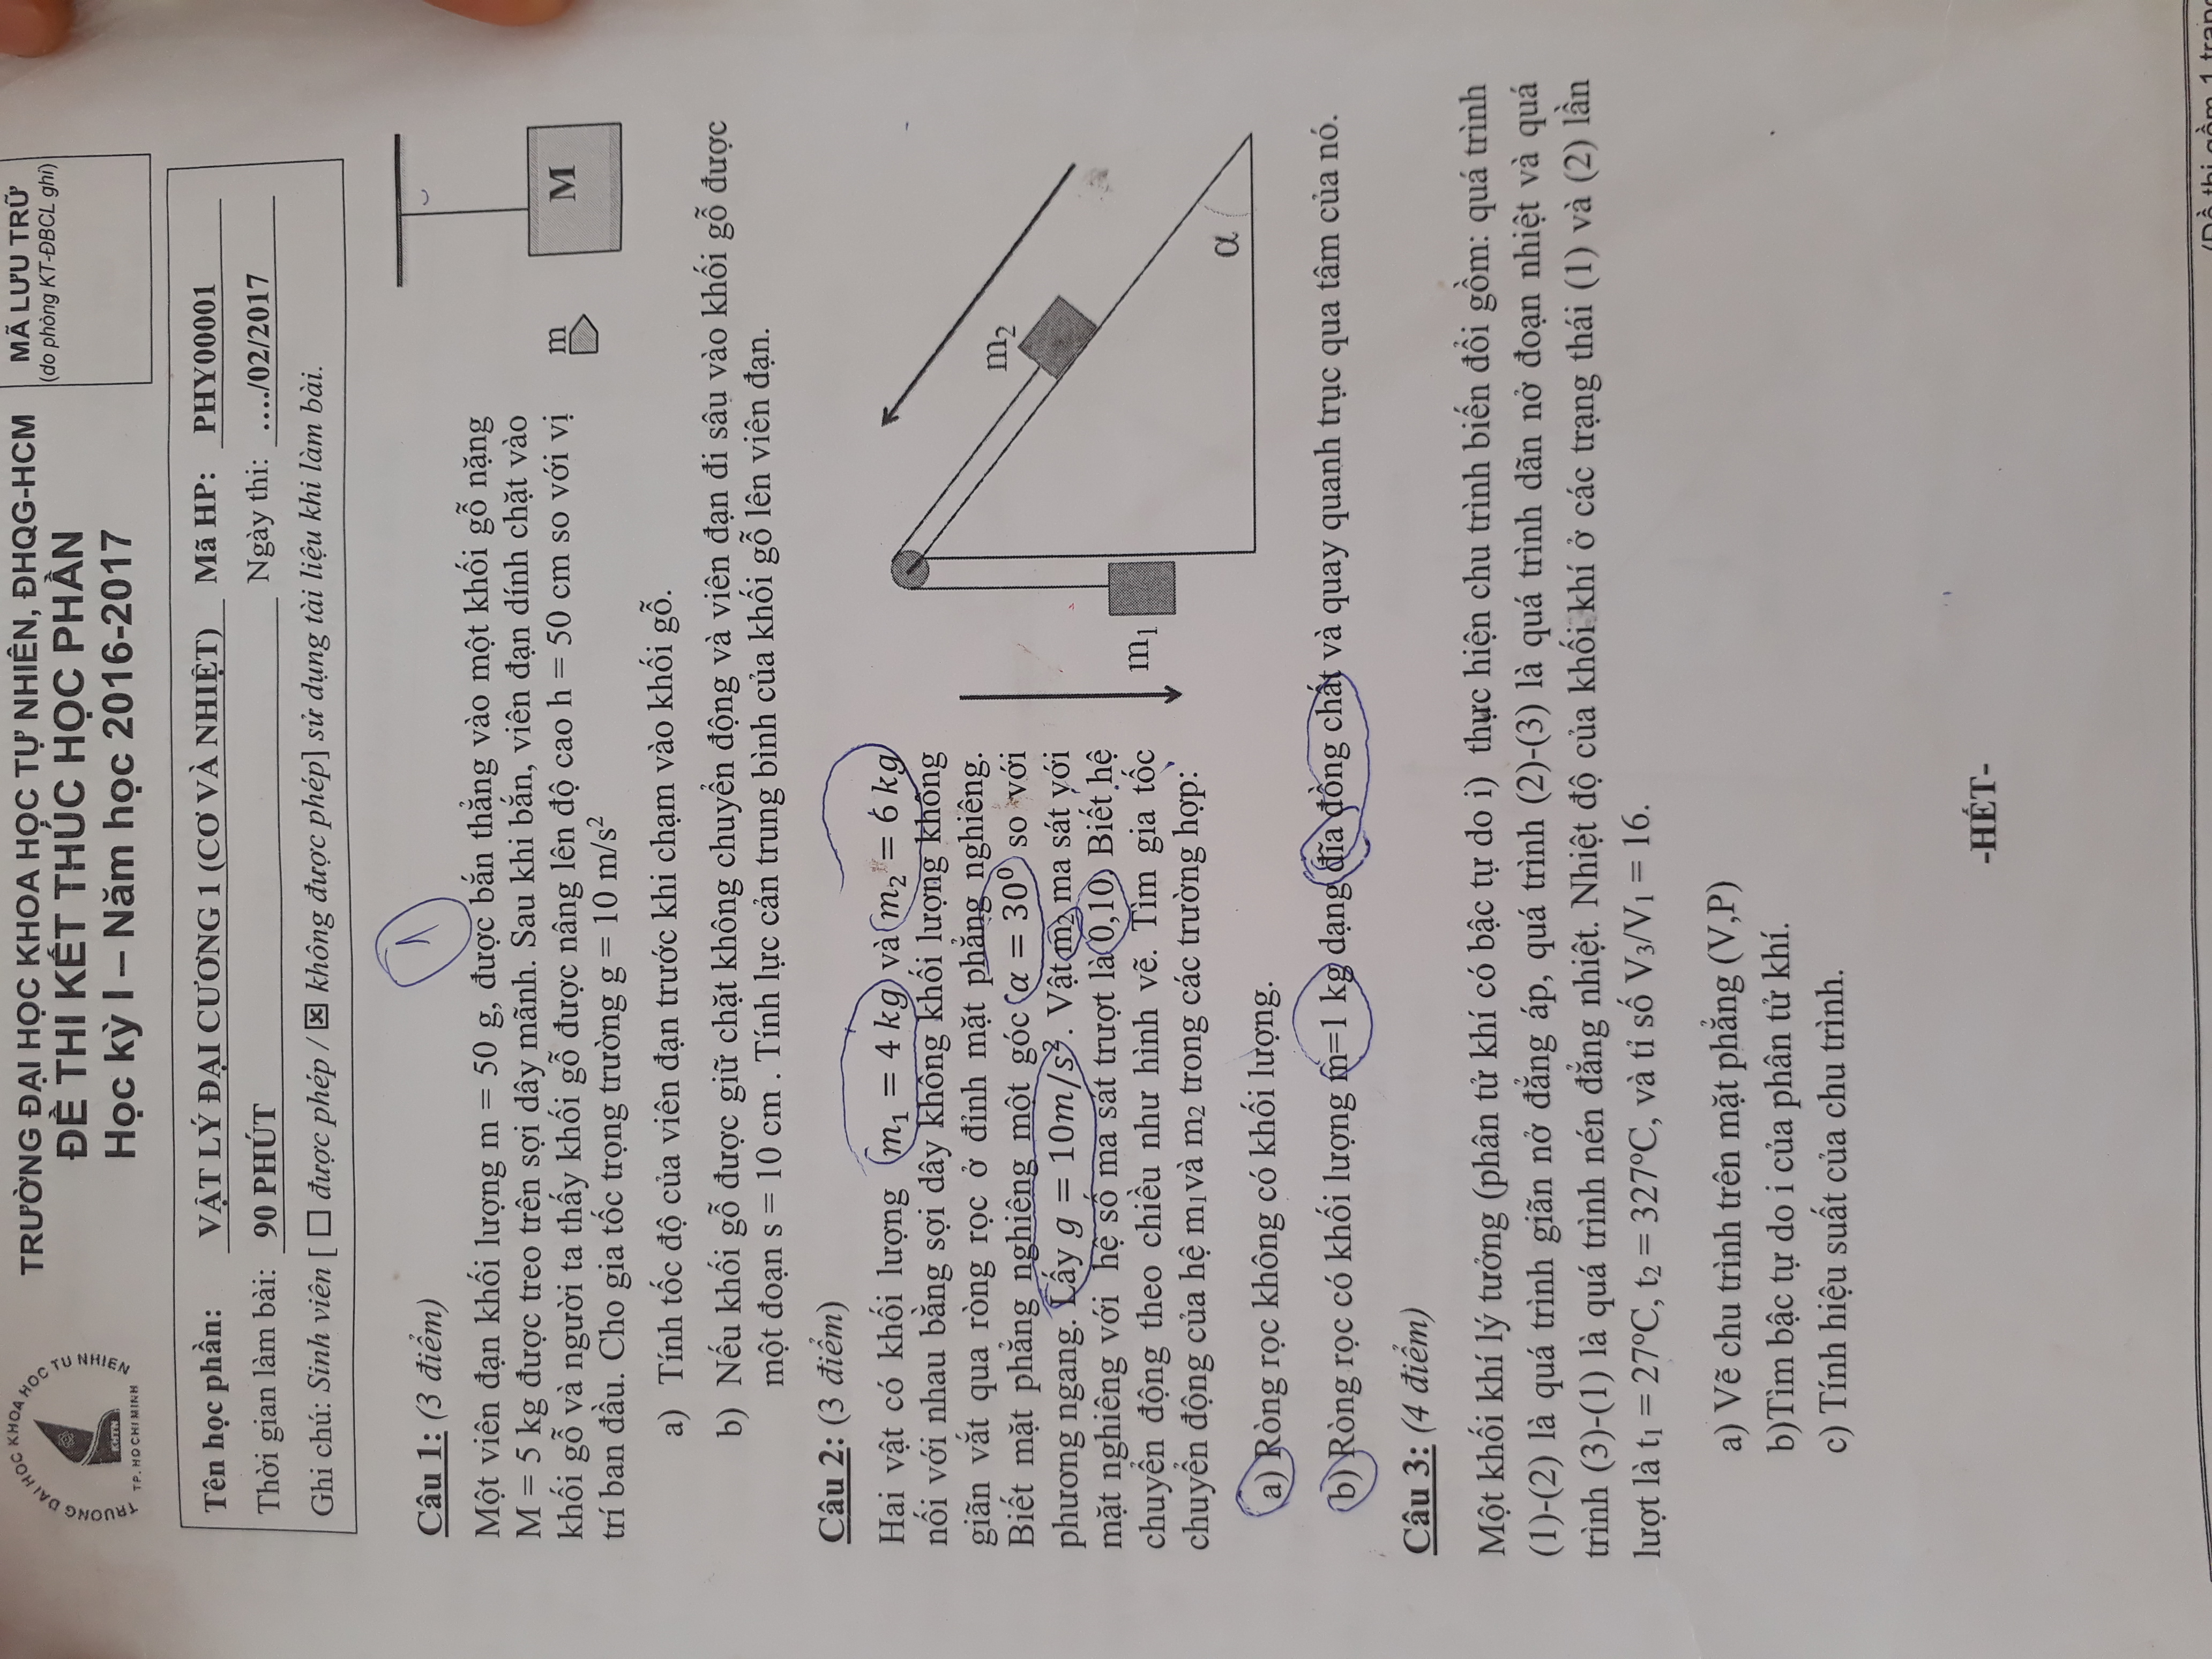 TRƯỜNG ĐẠI HỌC KHOA HỌC TỰ NHIÊN
KHTN
TP. HO CHI MINH
TRƯỜNG ĐẠI HỌC KHOA HỌC TỰ NHIÊN, ĐHQG-HCM
ĐỀ THI KẾT THÚC HỌC PHẦN
Học kỳ I – Năm học 2016-2017
MÃ LƯU TRỮ
(do phòng KT-ĐBCL ghi)
Tên học phần: VẬT LÝ ĐẠI CƯƠNG 1 (CƠ VÀ NHIỆT) Mã HP: PHY00001
Thời gian làm bài: 90 PHÚT Ngày thi: …./02/2017
Ghi chú: Sinh viên [ ☐ được phép / ☒ không được phép] sử dụng tài liệu khi làm bài.
1
Câu 1: (3 điểm)
Một viên đạn khối lượng m = 50 g, được bắn thẳng vào một khối gỗ nặng
M = 5 kg được treo trên sợi dây mãnh. Sau khi bắn, viên đạn dính chặt vào
khối gỗ và người ta thấy khối gỗ được nâng lên độ cao h = 50 cm so với vị
trí ban đầu. Cho gia tốc trọng trường g = 10 m/s²
m
M
a) Tính tốc độ của viên đạn trước khi chạm vào khối gỗ.
b) Nếu khối gỗ được giữ chặt không chuyển động và viên đạn đi sâu vào khối gỗ được
một đoạn s = 10 cm . Tính lực cản trung bình của khối gỗ lên viên đạn.
Câu 2: (3 điểm)
Hai vật có khối lượng m₁ = 4 kg và m₂ = 6 kg
nối với nhau bằng sợi dây không khối lượng không
giãn vắt qua ròng rọc ở đỉnh mặt phẳng nghiêng.
Biết mặt phẳng nghiêng một góc α = 30⁰ so với
phương ngang. Lấy g = 10m/s². Vật m₂ ma sát với
mặt nghiêng với hệ số ma sát trượt là 0,10. Biết hệ
chuyển động theo chiều như hình vẽ. Tìm gia tốc
chuyển động của hệ m₁ và m₂ trong các trường hợp:
m₂
m₁
α
a) Ròng rọc không có khối lượng.
b) Ròng rọc có khối lượng m=1 kg dạng đĩa đồng chất và quay quanh trục qua tâm của nó.
Câu 3: (4 điểm)
Một khối khí lý tưởng (phân tử khí có bậc tự do i) thực hiện chu trình biến đổi gồm: quá trình
(1)-(2) là quá trình giãn nở đẳng áp, quá trình (2)-(3) là quá trình dãn nở đoạn nhiệt và quá
trình (3)-(1) là quá trình nén đẳng nhiệt. Nhiệt độ của khối khí ở các trạng thái (1) và (2) lần
lượt là t₁ = 27ºC, t₂ = 327ºC, và tỉ số V₃/V₁ = 16.
a) Vẽ chu trình trên mặt phẳng (V,P)
b)Tìm bậc tự do i của phân tử khí.
c) Tính hiệu suất của chu trình.
-HẾT-
(Đề thi gồm 1 trang